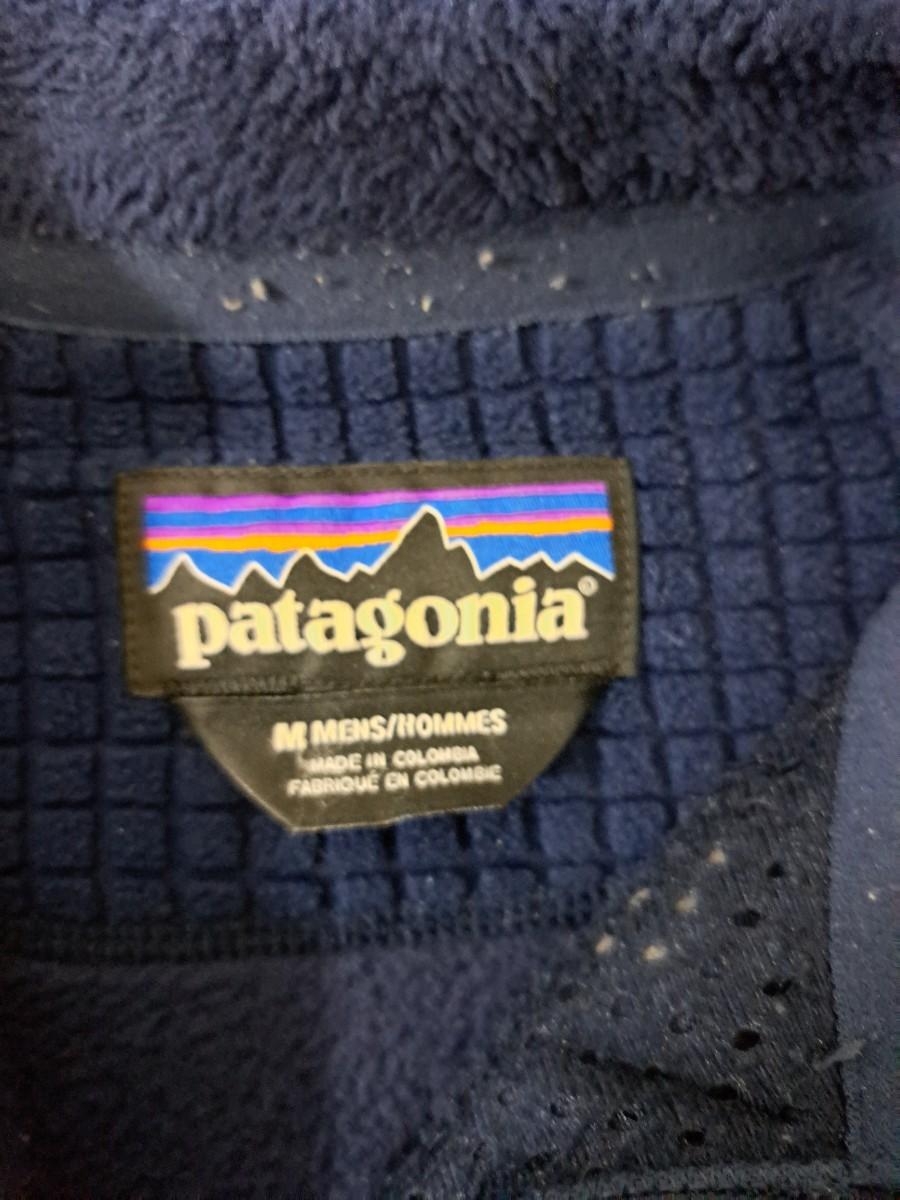 patagonia®
M MENS/HOMMES
MADE IN COLOMBIA
FABRIQUÉ EN COLOMBIE